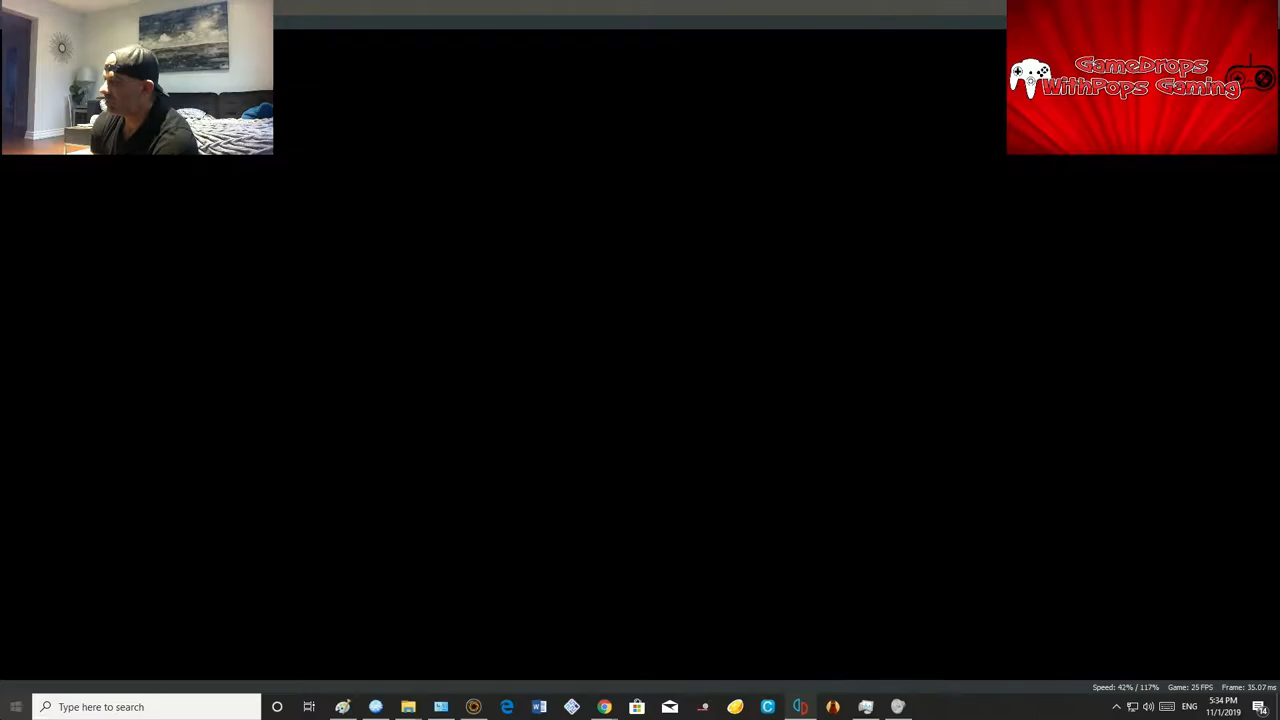 GameDrops
WithPops Gaming
Speed: 42% / 117% Game: 25 FPS Frame: 35.07 ms
Type here to search
ENG
5:34 PM
11/1/2019
14